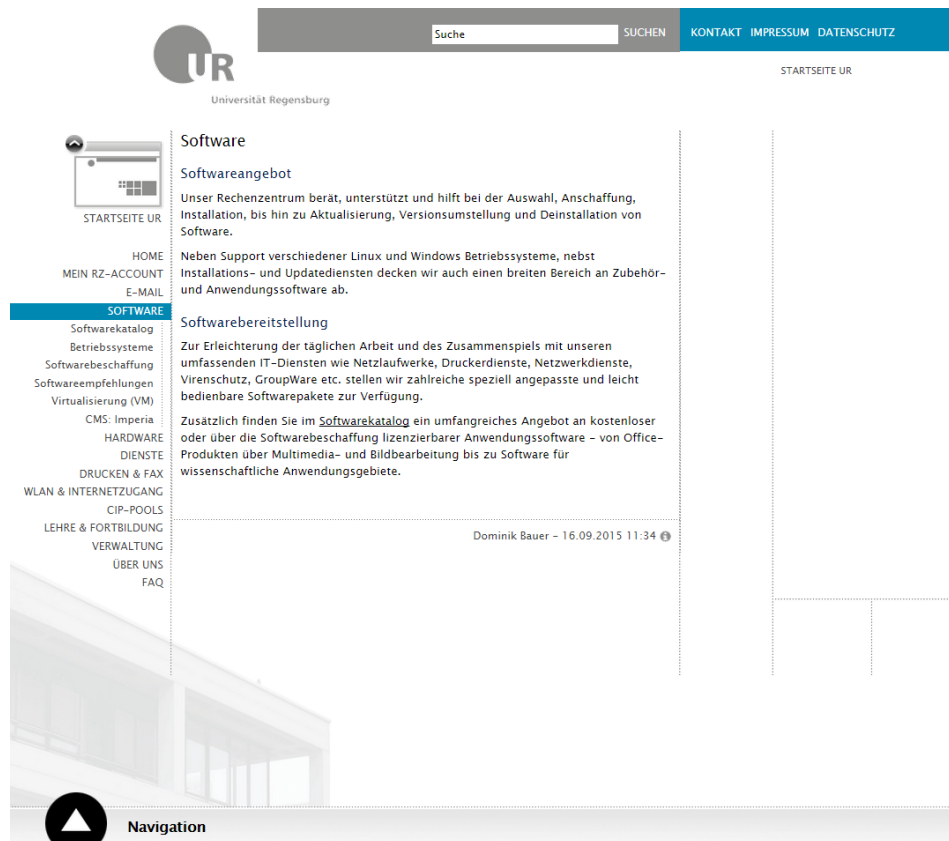 Suche
SUCHEN
KONTAKT IMPRESSUM DATENSCHUTZ
UR
STARTSEITE UR
Universität Regensburg
STARTSEITE UR
HOME
MEIN RZ-ACCOUNT
E-MAIL
SOFTWARE
Softwarekatalog
Betriebssysteme
Softwarebeschaffung
Softwareempfehlungen
Virtualisierung (VM)
CMS: Imperia
HARDWARE
DIENSTE
DRUCKEN & FAX
WLAN & INTERNETZUGANG
CIP-POOLS
LEHRE & FORTBILDUNG
VERWALTUNG
ÜBER UNS
FAQ
Software
Softwareangebot
Unser Rechenzentrum berät, unterstützt und hilft bei der Auswahl, Anschaffung,
Installation, bis hin zu Aktualisierung, Versionsumstellung und Deinstallation von
Software.
Neben Support verschiedener Linux und Windows Betriebssysteme, nebst
Installations- und Updatediensten decken wir auch einen breiten Bereich an Zubehör-
und Anwendungssoftware ab.
Softwarebereitstellung
Zur Erleichterung der täglichen Arbeit und des Zusammenspiels mit unseren
umfassenden IT-Diensten wie Netzlaufwerke, Druckerdienste, Netzwerkdienste,
Virenschutz, GroupWare etc. stellen wir zahlreiche speziell angepasste und leicht
bedienbare Softwarepakete zur Verfügung.
Zusätzlich finden Sie im Softwarekatalog ein umfangreiches Angebot an kostenloser
oder über die Softwarebeschaffung lizenzierbarer Anwendungssoftware - von Office-
Produkten über Multimedia- und Bildbearbeitung bis zu Software für
wissenschaftliche Anwendungsgebiete.
Dominik Bauer - 16.09.2015 11:34
Navigation